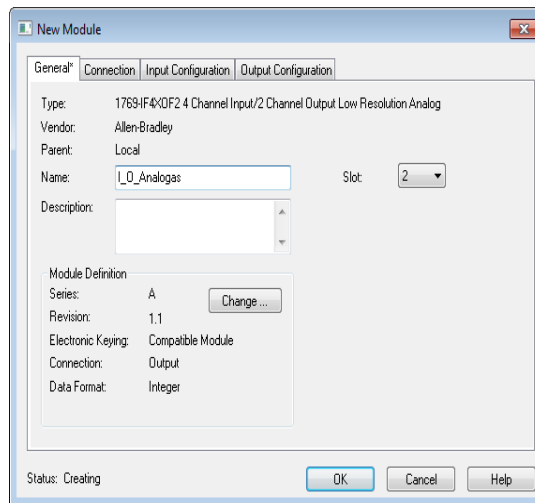 New Module
General* Connection Input Configuration Output Configuration
Type: 1769-IF4XOF2 4 Channel Input/2 Channel Output Low Resolution Analog
Vendor: Allen-Bradley
Parent: Local
Name: I_O_Analogas Slot: 2
Description:
Module Definition
Series: A Change ...
Revision: 1.1
Electronic Keying: Compatible Module
Connection: Output
Data Format: Integer
Status: Creating OK Cancel Help